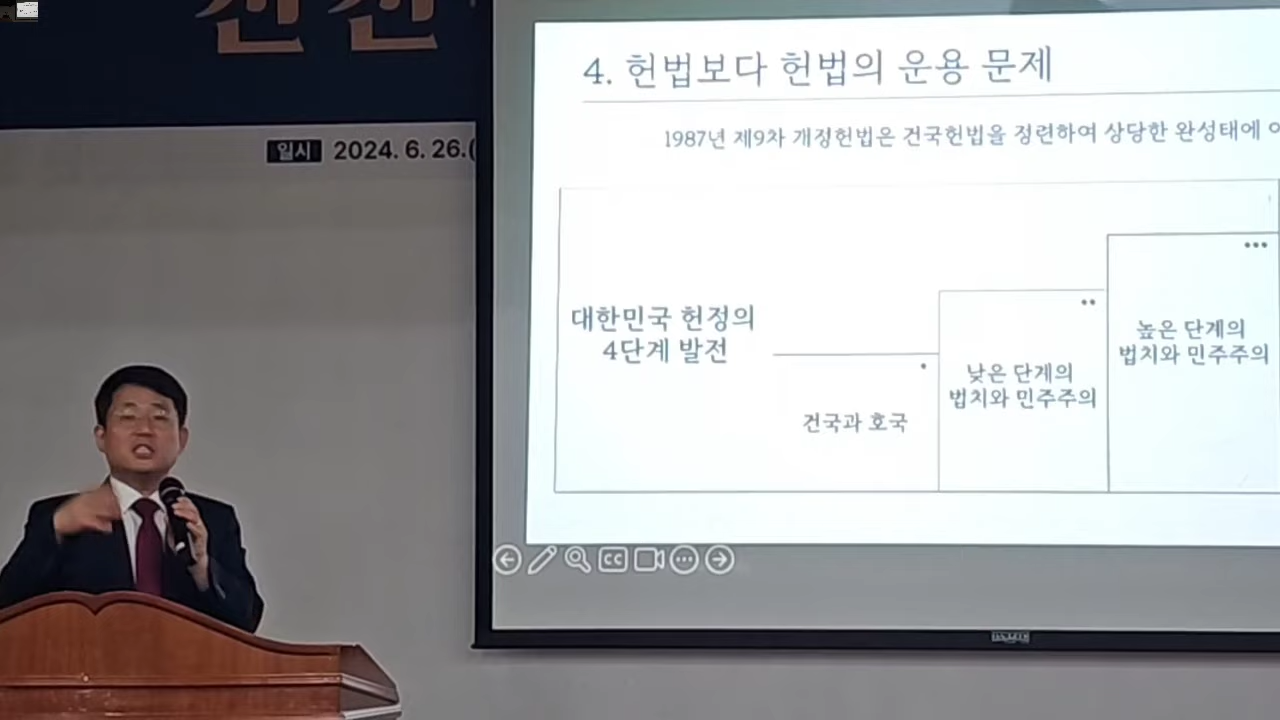 일시 2024. 6. 26.(
4. 헌법보다 헌법의 운용 문제
1987년 제9차 개정헌법은 건국헌법을 정련하여 상당한 완성태에
대한민국 헌정의
4단계 발전
건국과 호국
낮은 단계의
법치와 민주주의
높은 단계의
법치와 민주주의
CC